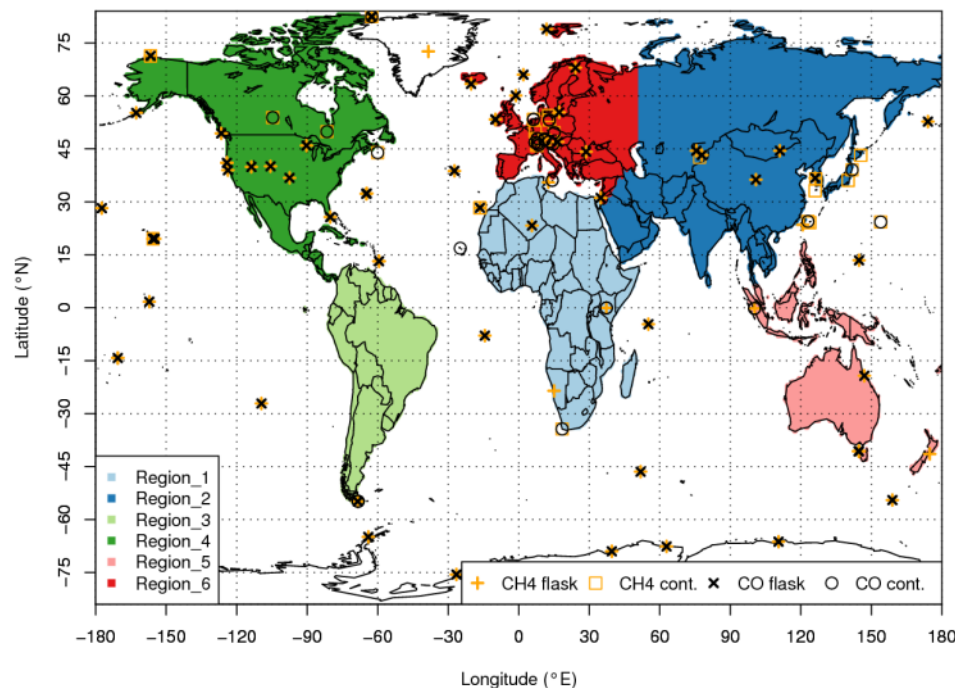 75
60
45
30
15
0
−15
−30
−45
−60
−75
Latitude (°N)
Region_1
Region_2
Region_3
Region_4
Region_5
Region_6
CH4 flask CH4 cont. CO flask CO cont.
−180 −150 −120 −90 −60 −30 0 30 60 90 120 150 180
Longitude (°E)